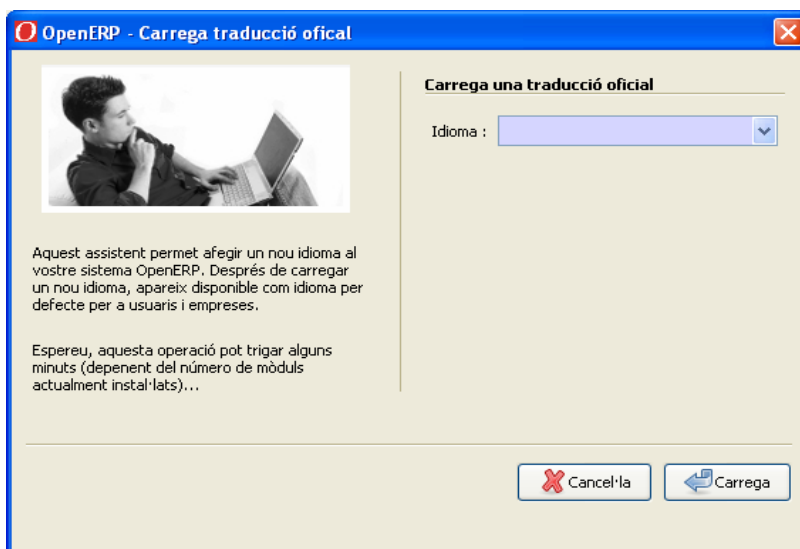 OpenERP - Carrega traducció ofical
Carrega una traducció oficial
Idioma :
Aquest assistent permet afegir un nou idioma al
vostre sistema OpenERP. Després de carregar
un nou idioma, apareix disponible com idioma per
defecte per a usuaris i empreses.
Espereu, aquesta operació pot trigar alguns
minuts (depenent del número de mòduls
actualment instal·lats)...
Cancel·la
Carrega